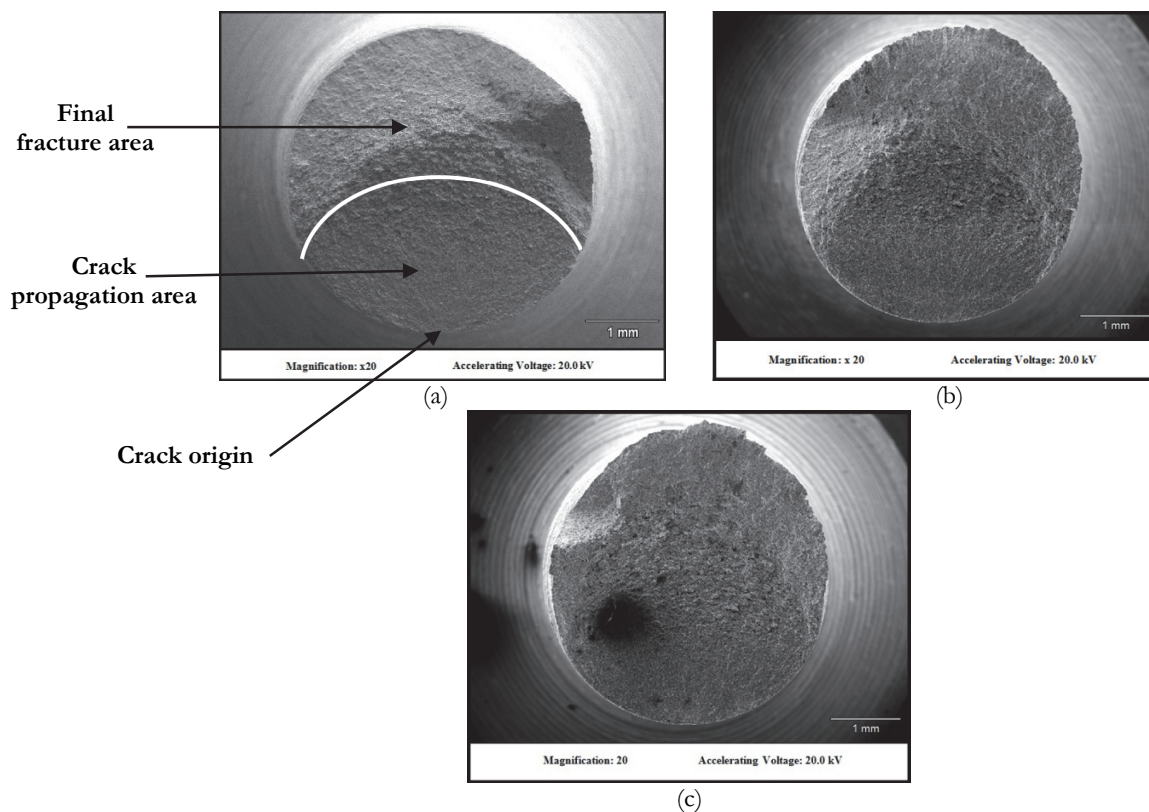 Final
fracture area
Crack
propagation area
Crack origin
1 mm
Magnification: x20 Accelerating Voltage: 20.0 kV
(a)
1 mm
Magnification: x 20 Accelerating Voltage: 20.0 kV
(b)
1 mm
Magnification: 20 Accelerating Voltage: 20.0 kV
(c)